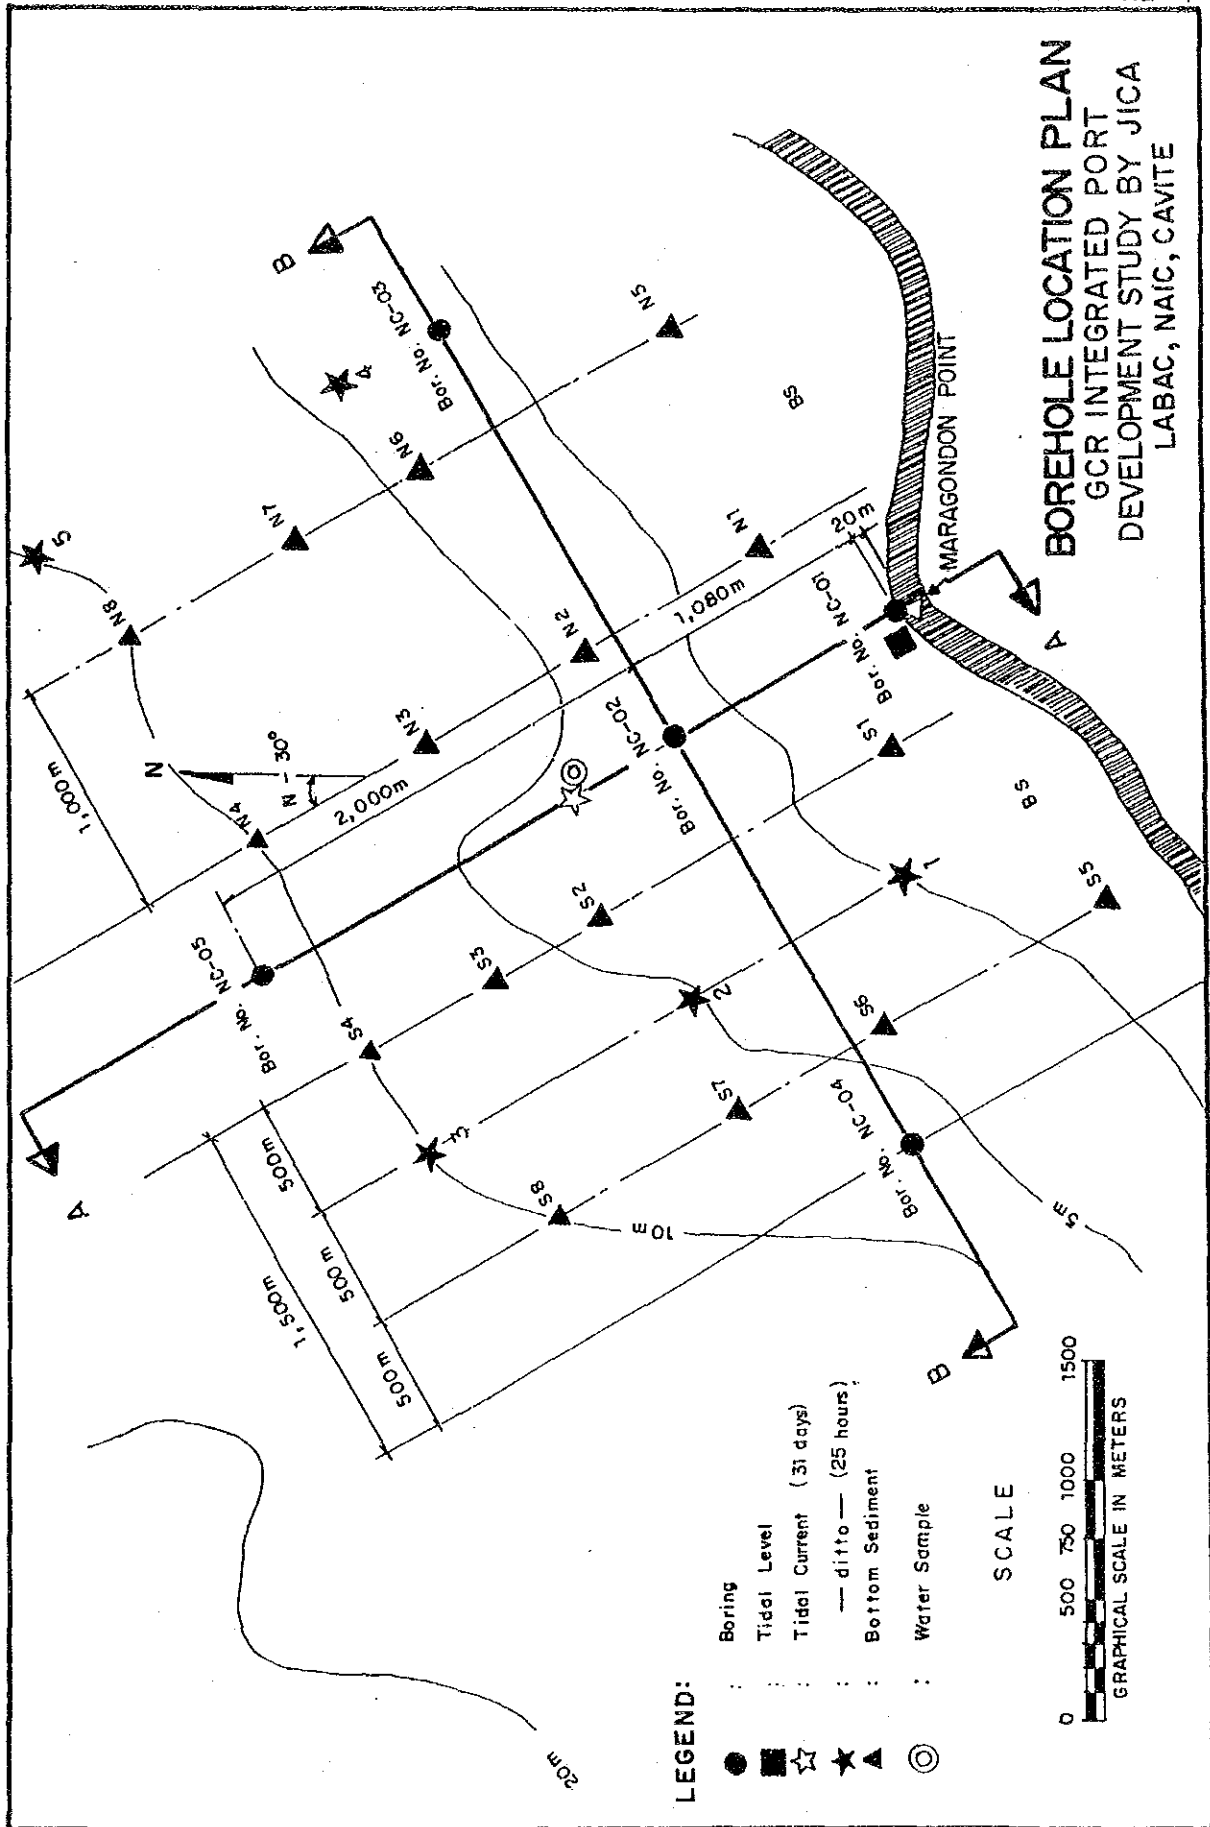 BOREHOLE LOCATION PLAN
GCR INTEGRATED PORT
DEVELOPMENT STUDY BY JICA
LABAC, NAIC, CAVITE
MARAGONDON POINT
A
A
B
B
N
N - 30°
1,000m
2,000m
1,080m
20m
1,500m
500m
500m
500m
Bor. No. NC-01
Bor. No. NC-02
Bor. No. NC-03
Bor. No. NC-04
Bor. No. NC-05
N1
N2
N3
N4
N5
N6
N7
N8
S1
S2
S3
S4
S5
S6
S7
S8
1
2
3
4
5
BS
BS
5m
10m
20m
LEGEND:
: Boring
: Tidal Level
: Tidal Current (31 days)
: — ditto — (25 hours)
: Bottom Sediment
: Water Sample
SCALE
0 500 750 1000 1500
GRAPHICAL SCALE IN METERS